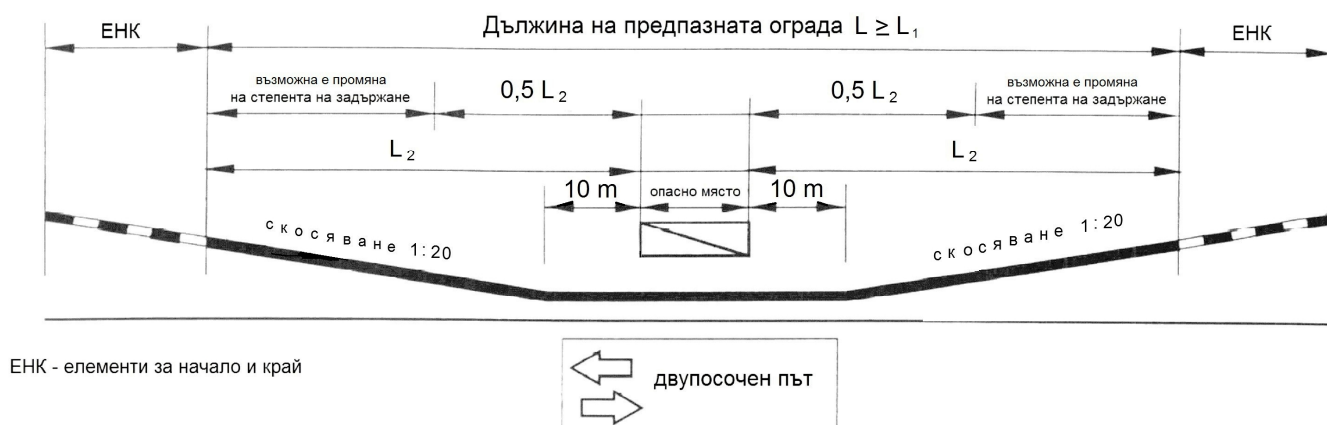 ЕНК
Дължина на предпазната ограда L ≥ L₁
ЕНК
възможна е промяна
на степента на задържане
0,5 L₂
0,5 L₂
възможна е промяна
на степента на задържане
L₂
L₂
10 m
опасно място
10 m
скосяване 1:20
скосяване 1:20
ЕНК - елементи за начало и край
двупосочен път